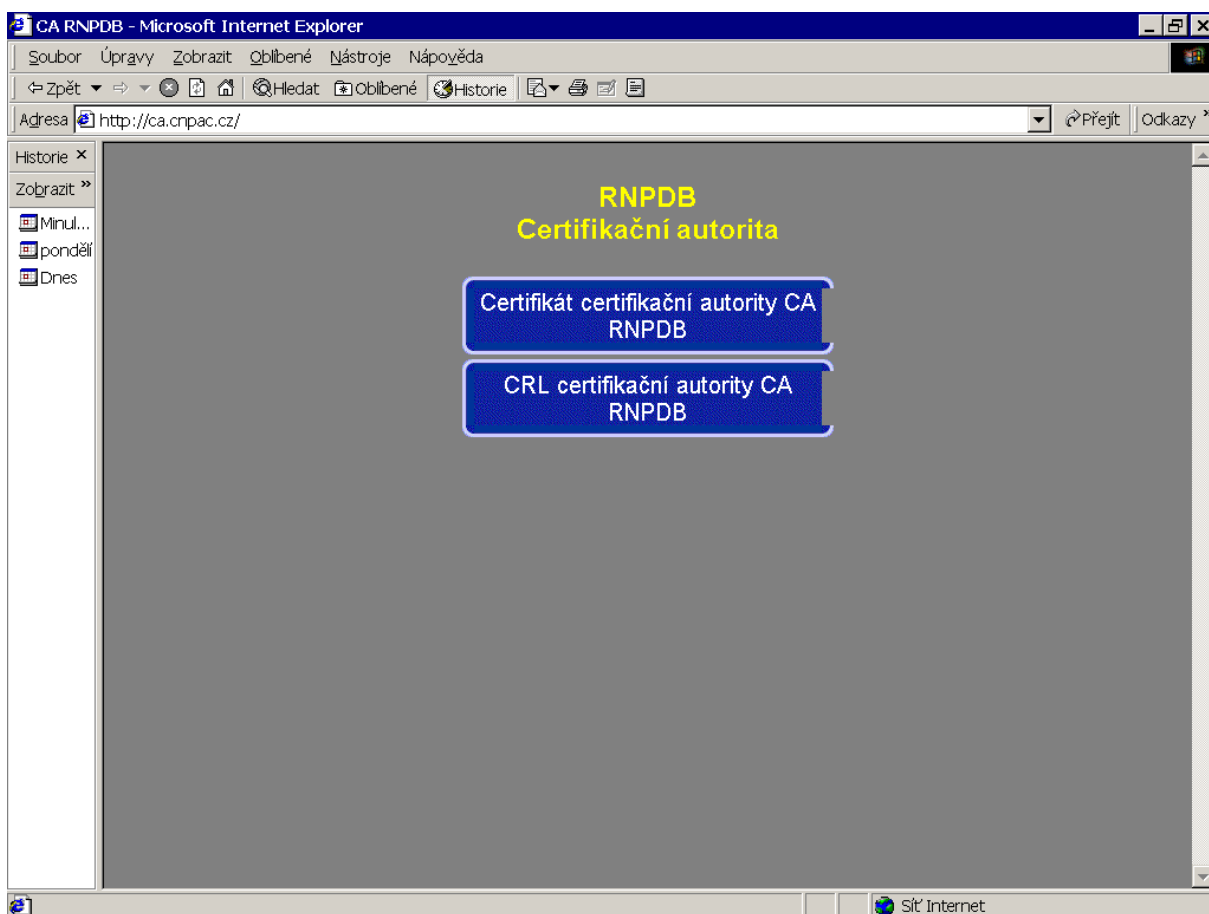 CA RNPDB - Microsoft Internet Explorer
Soubor Úpravy Zobrazit Oblíbené Nástroje Nápověda
Zpět Hledat Oblíbené Historie
Adresa http://ca.cnpac.cz/ Přejít Odkazy »
Historie ×
Zobrazit »
Minul...
pondělí
Dnes
RNPDB
Certifikační autorita
Certifikát certifikační autority CA
RNPDB
CRL certifikační autority CA
RNPDB
Síť Internet